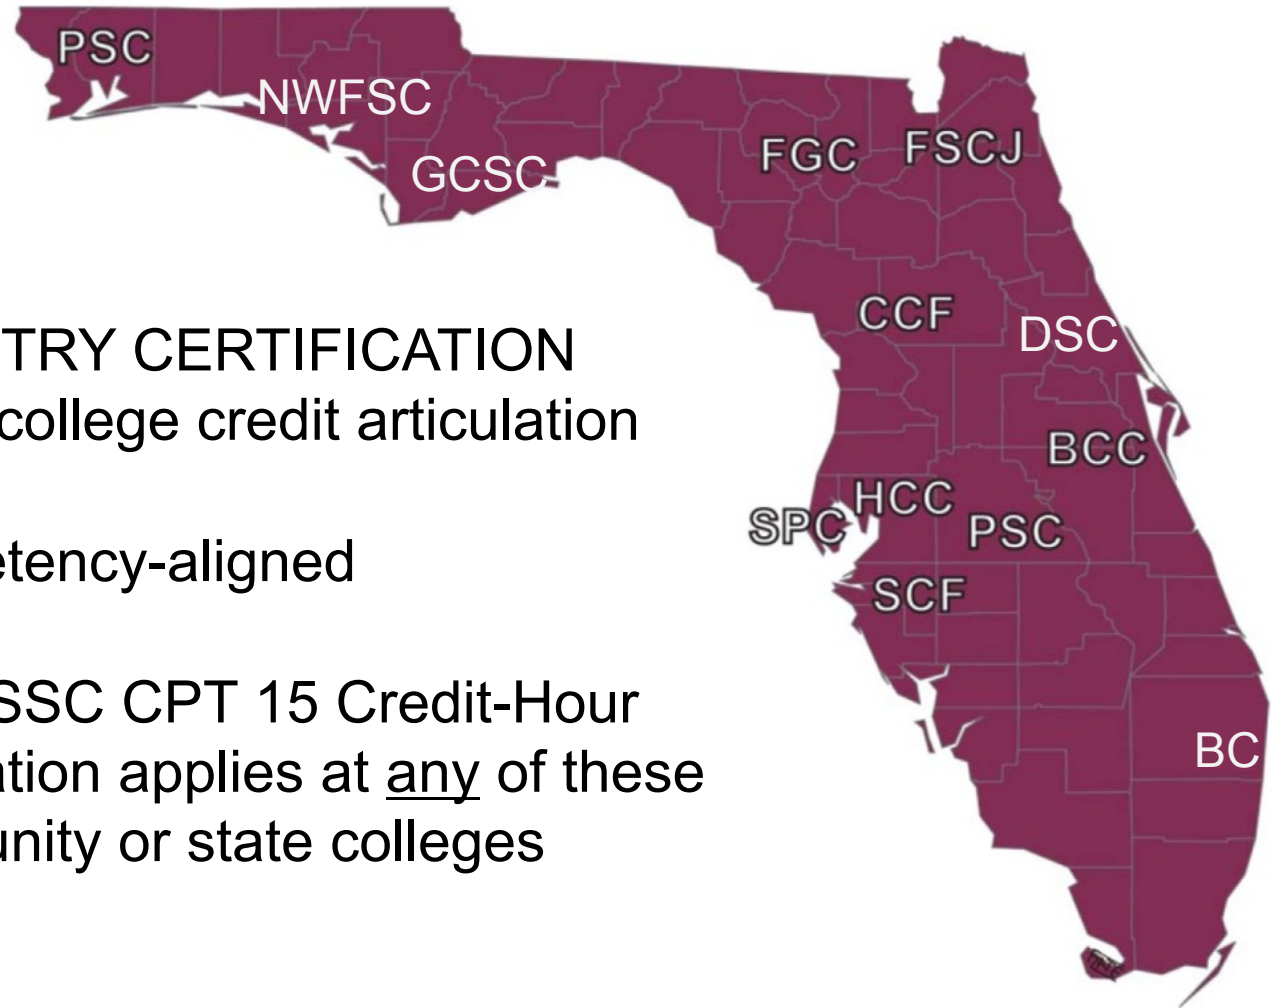 PSC
NWFSC
GCSC
FGC
FSCJ
CCF
DSC
BCC
HCC
SPC
PSC
SCF
BC
TRY CERTIFICATION
college credit articulation
etency-aligned
SSC CPT 15 Credit-Hour
ation applies at any of these
unity or state colleges